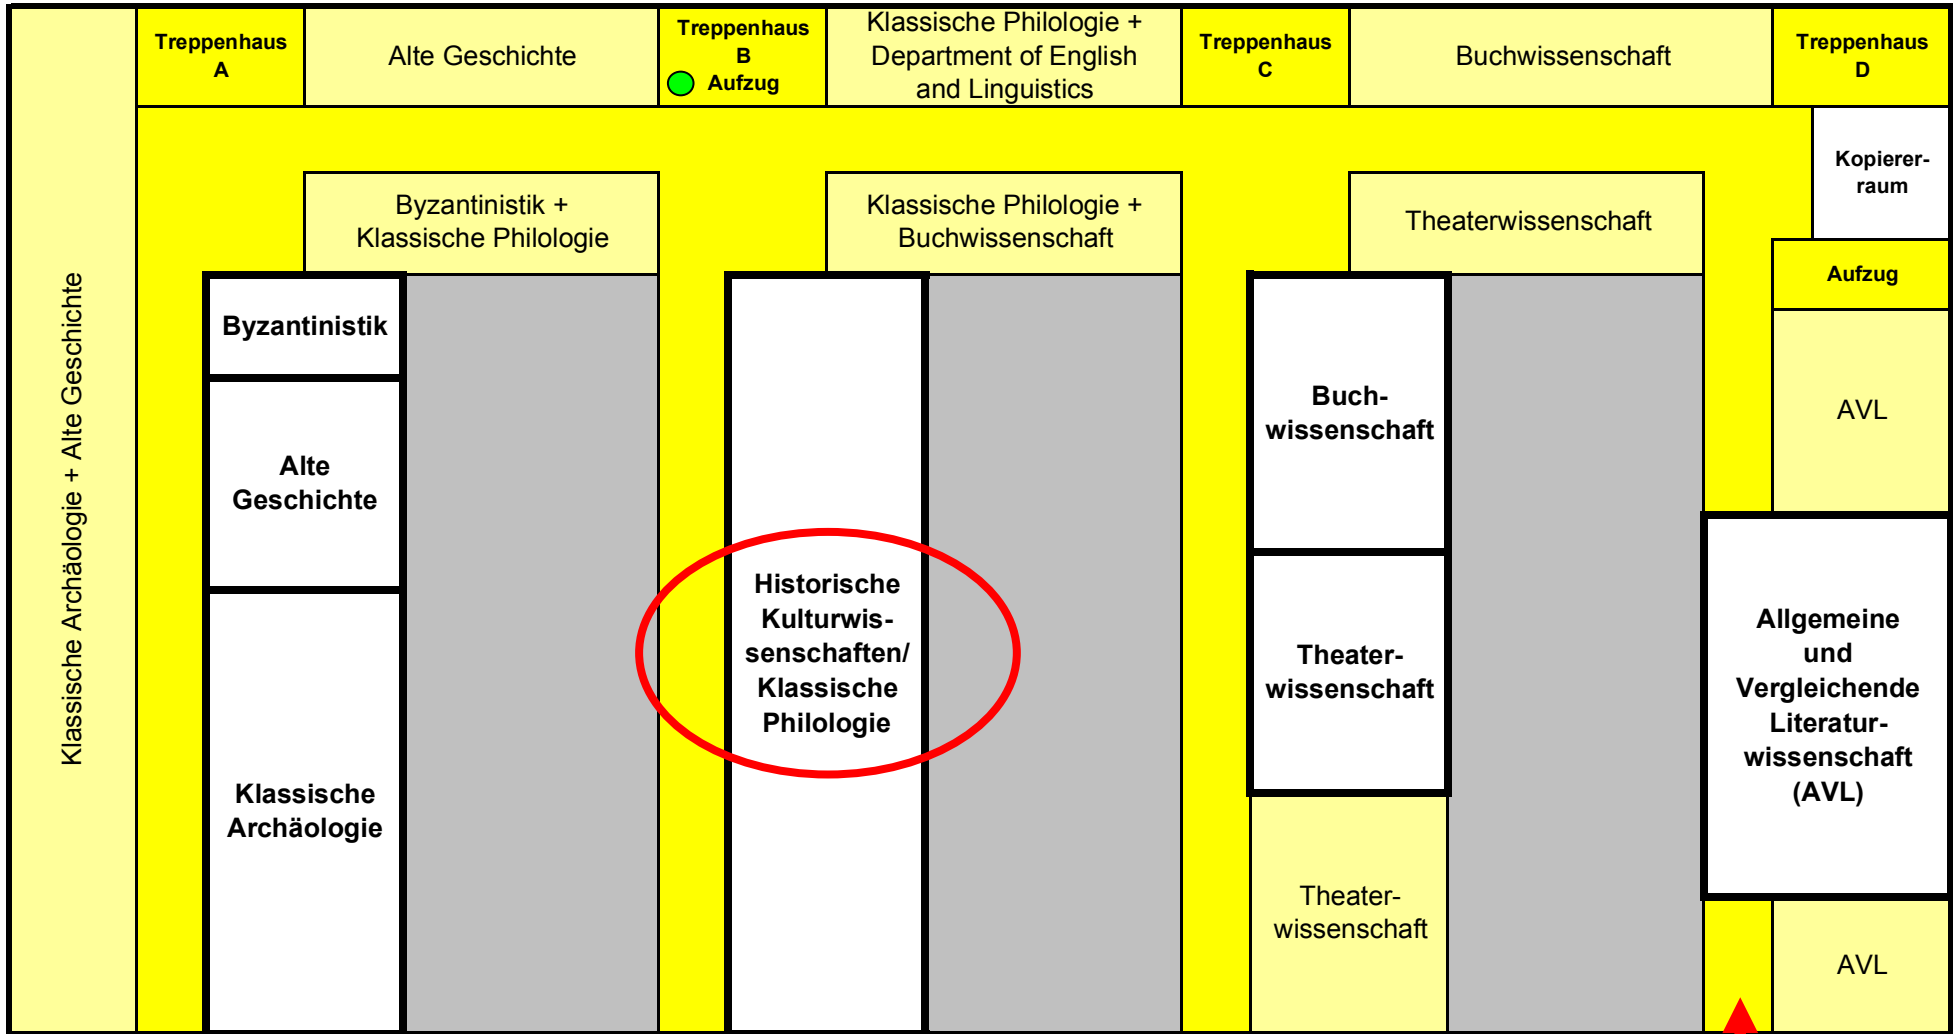 Treppenhaus
A
Alte Geschichte
Treppenhaus
B
Aufzug
Klassische Philologie +
Department of English
and Linguistics
Treppenhaus
C
Buchwissenschaft
Treppenhaus
D
Kopierer-
raum
Byzantinistik +
Klassische Philologie
Klassische Philologie +
Buchwissenschaft
Theaterwissenschaft
Aufzug
Klassische Archäologie + Alte Geschichte
Byzantinistik
Alte
Geschichte
Klassische
Archäologie
Historische
Kulturwis-
senschaften/
Klassische
Philologie
Buch-
wissenschaft
Theater-
wissenschaft
Theater-
wissenschaft
AVL
Allgemeine
und
Vergleichende
Literatur-
wissenschaft
(AVL)
AVL